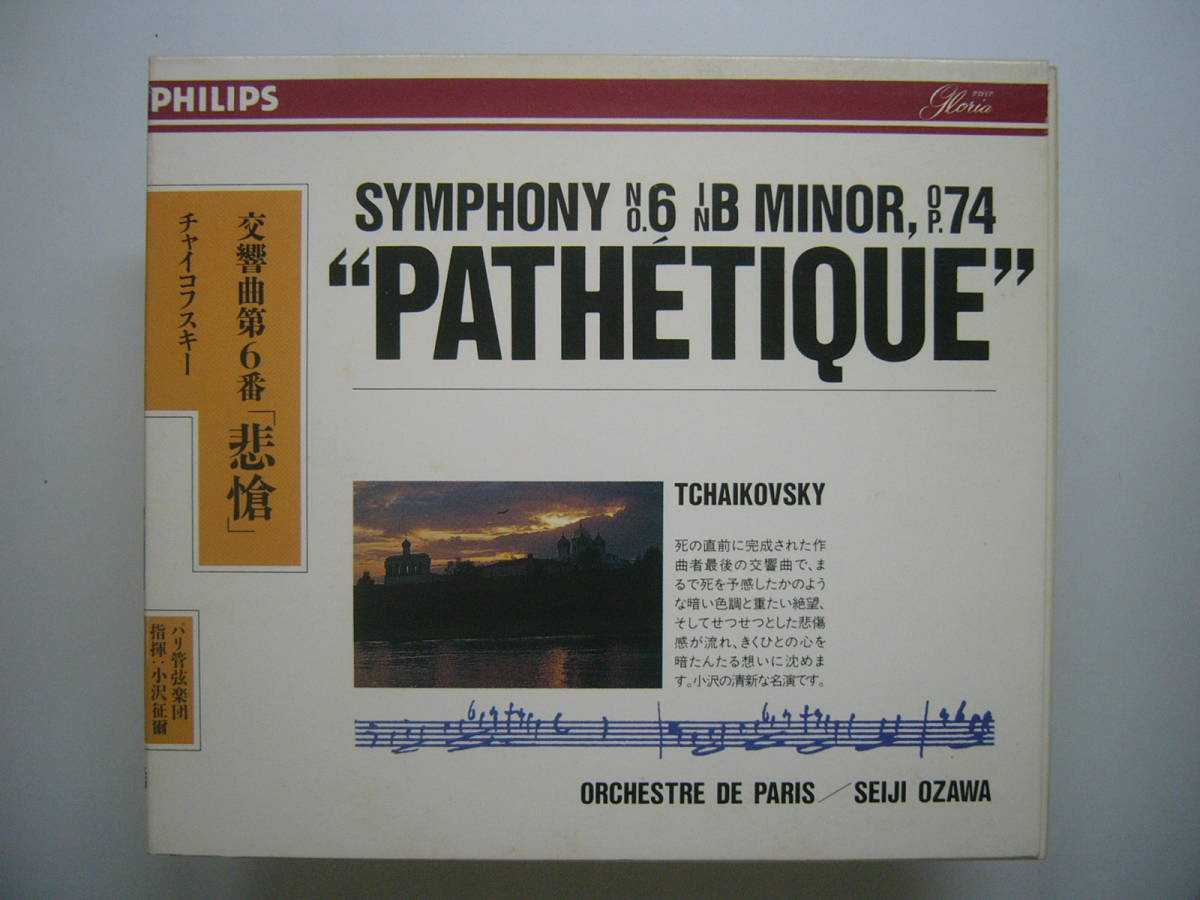 PHILIPS
グロリア
Gloria
SYMPHONY NO.6 IN B MINOR, OP.74
“PATHÉTIQUE”
交響曲第6番「悲愴」
チャイコフスキー
TCHAIKOVSKY
死の直前に完成された作
曲者最後の交響曲で、ま
るで死を予感したかのよう
な暗い色調と重たい絶望、
そしてせつせつとした悲傷
感が流れ、きくひとの心を
暗たんたる想いに沈めま
す。小沢の清新な名演です。
パリ管弦楽団
指揮:小沢征爾
ORCHESTRE DE PARIS／SEIJI OZAWA